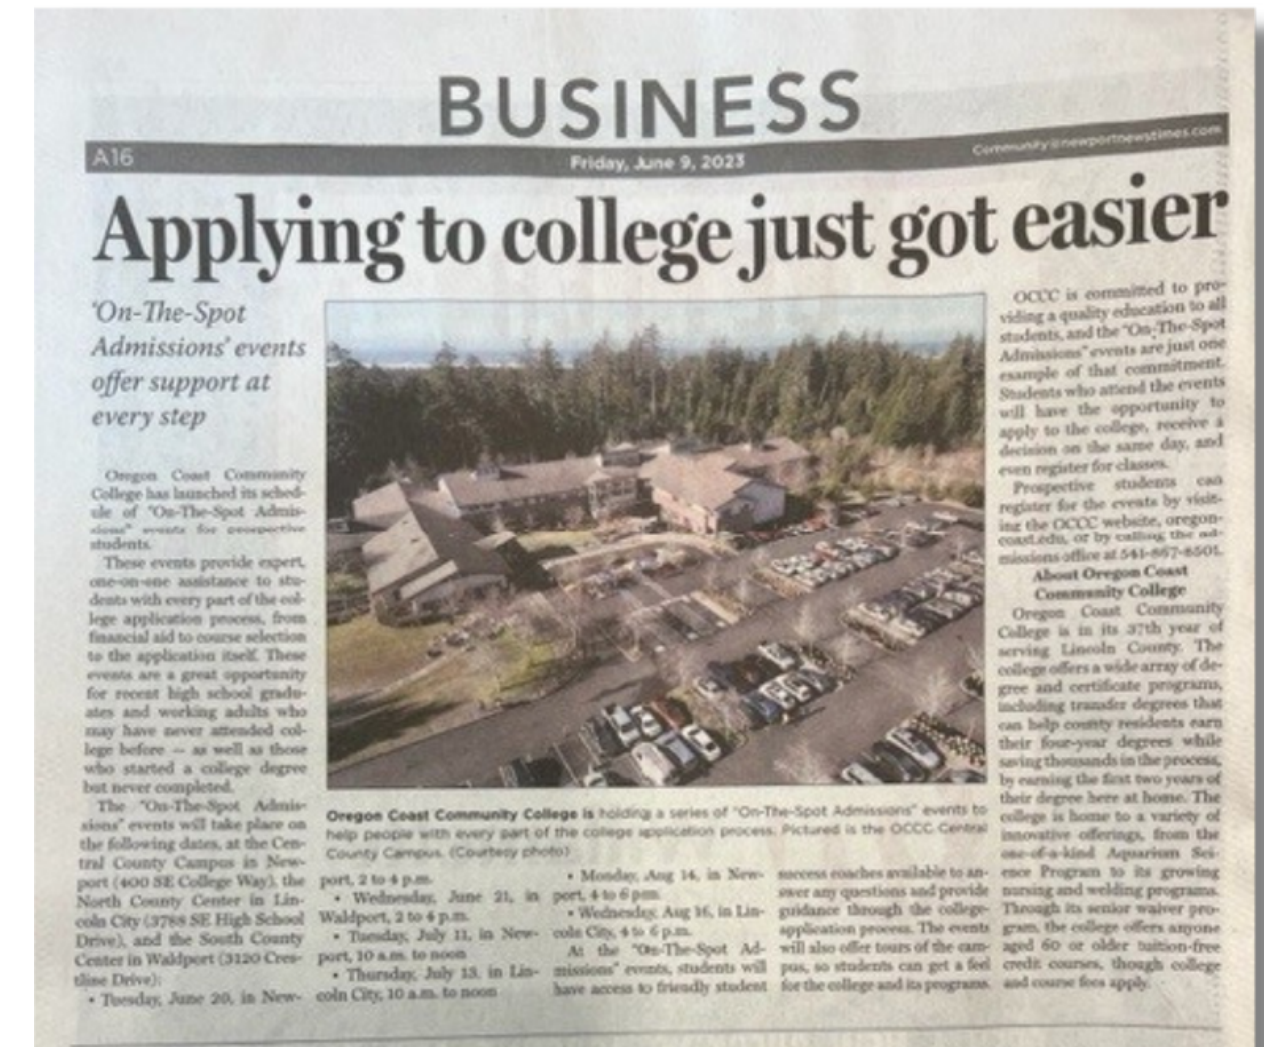 BUSINESS
A16
Friday, June 9, 2023
Community@newportnewstimes.com
Applying to college just got easier
'On-The-Spot
Admissions' events
offer support at
every step
Oregon Coast Community
College has launched its sched-
ule of "On-The-Spot Admis-
sions" events for prospective
students.
These events provide expert,
one-on-one assistance to stu-
dents with every part of the col-
lege application process, from
financial aid to course selection
to the application itself. These
events are a great opportunity
for recent high school gradu-
ates and working adults who
may have never attended col-
lege before — as well as those
who started a college degree
but never completed.
The "On-The-Spot Admis-
sions" events will take place on
the following dates, at the Cen-
tral County Campus in New-
port (400 SE College Way), the
North County Center in Lin-
coln City (3788 SE High School
Drive), and the South County
Center in Waldport (3120 Cres-
tline Drive):
• Tuesday, June 20, in New-
Oregon Coast Community College is holding a series of "On-The-Spot Admissions" events to
help people with every part of the college application process. Pictured is the OCCC Central
County Campus. (Courtesy photo)
port, 2 to 4 p.m.
• Wednesday, June 21, in
Waldport, 2 to 4 p.m.
• Tuesday, July 11, in New-
port, 10 a.m. to noon
• Thursday, July 13, in Lin-
coln City, 10 a.m. to noon
• Monday, Aug 14, in New-
port, 4 to 6 p.m.
• Wednesday, Aug 16, in Lin-
coln City, 4 to 6 p.m.
At the "On-The-Spot Ad-
missions" events, students will
have access to friendly student
success coaches available to an-
swer any questions and provide
guidance through the college-
application process. The events
will also offer tours of the cam-
pus, so students can get a feel
for the college and its programs.
OCCC is committed to pro-
viding a quality education to all
students, and the "On-The-Spot
Admissions" events are just one
example of that commitment.
Students who attend the events
will have the opportunity to
apply to the college, receive a
decision on the same day, and
even register for classes.
Prospective students can
register for the events by visit-
ing the OCCC website, oregon-
coast.edu, or by calling the ad-
missions office at 541-867-8501.
About Oregon Coast
Community College
Oregon Coast Community
College is in its 37th year of
serving Lincoln County. The
college offers a wide array of de-
gree and certificate programs,
including transfer degrees that
can help county residents earn
their four-year degrees while
saving thousands in the process,
by earning the first two years of
their degree here at home. The
college is home to a variety of
innovative offerings, from the
one-of-a-kind Aquarium Sci-
ence Program to its growing
nursing and welding programs.
Through its senior waiver pro-
gram, the college offers anyone
aged 60 or older tuition-free
credit courses, though college
and course fees apply.